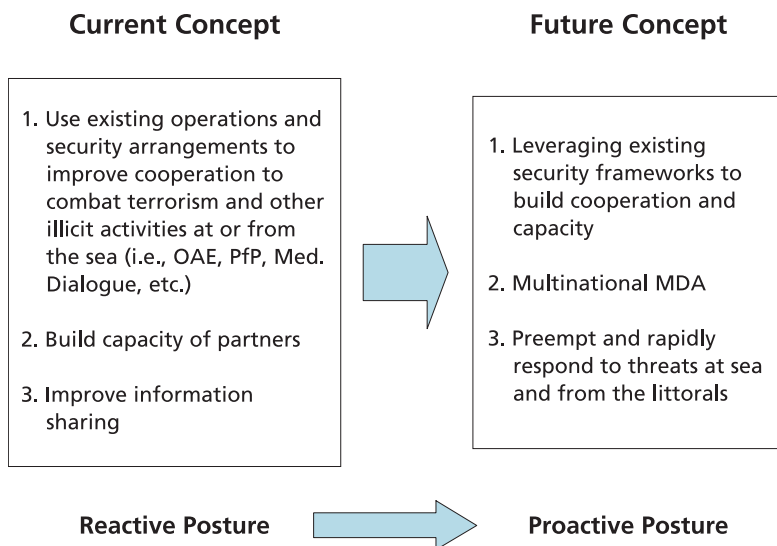 Current Concept
1. Use existing operations and
security arrangements to
improve cooperation to
combat terrorism and other
illicit activities at or from
the sea (i.e., OAE, PfP, Med.
Dialogue, etc.)
2. Build capacity of partners
3. Improve information
sharing
Future Concept
1. Leveraging existing
security frameworks to
build cooperation and
capacity
2. Multinational MDA
3. Preempt and rapidly
respond to threats at sea
and from the littorals
Reactive Posture
Proactive Posture